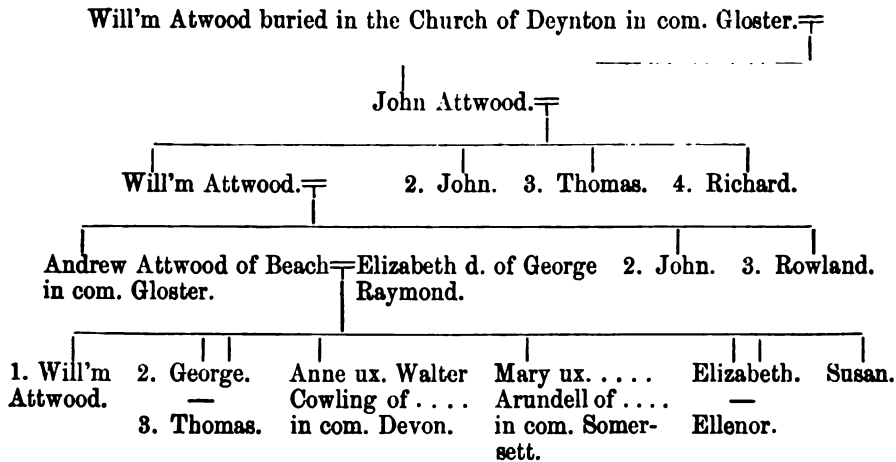 Will'm Atwood buried in the Church of Deynton in com. Gloster.
John Attwood.
Will'm Attwood. 2. John. 3. Thomas. 4. Richard.
Andrew Attwood of Beach Elizabeth d. of George 2. John. 3. Rowland.
in com. Gloster. Raymond.
1. Will'm 2. George. Anne ux. Walter Mary ux. . . . . Elizabeth. Susan.
Attwood. — Cowling of . . . . Arundell of . . . . —
3. Thomas. in com. Devon. in com. Somer- Ellenor.
sett.